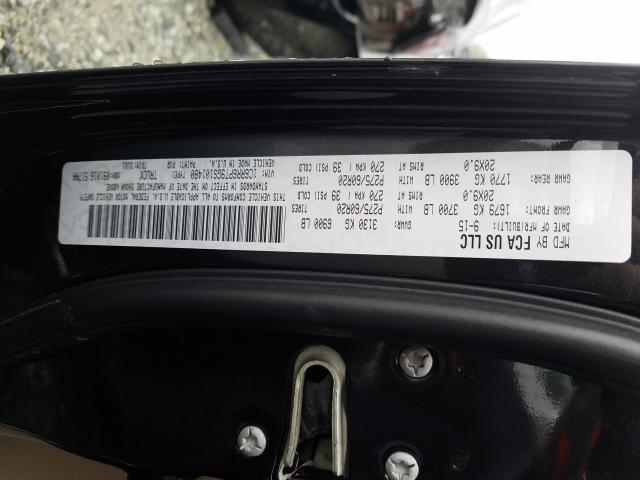 MFD BY FCA US LLC
DATE OF MFR(BUILT): 9-15 GVWR: 3130 KG 6900 LB
GAWR FRONT: 1679 KG 3700 LB WITH P275/60R20
20X9.0 RIMS AT 270 KPA ( 39 PSI) COLD
GAWR REAR: 1770 KG 3900 LB WITH P275/60R20
20X9.0 RIMS AT 270 KPA ( 39 PSI) COLD
THIS VEHICLE CONFORMS TO ALL APPLICABLE U.S.A. FEDERAL MOTOR VEHICLE SAFETY
STANDARDS IN EFFECT ON THE DATE OF MANUFACTURE SHOWN ABOVE.
TYPE: TRUCK
VEHICLE MADE IN U.S.A. PAINT: PXR TRIM: